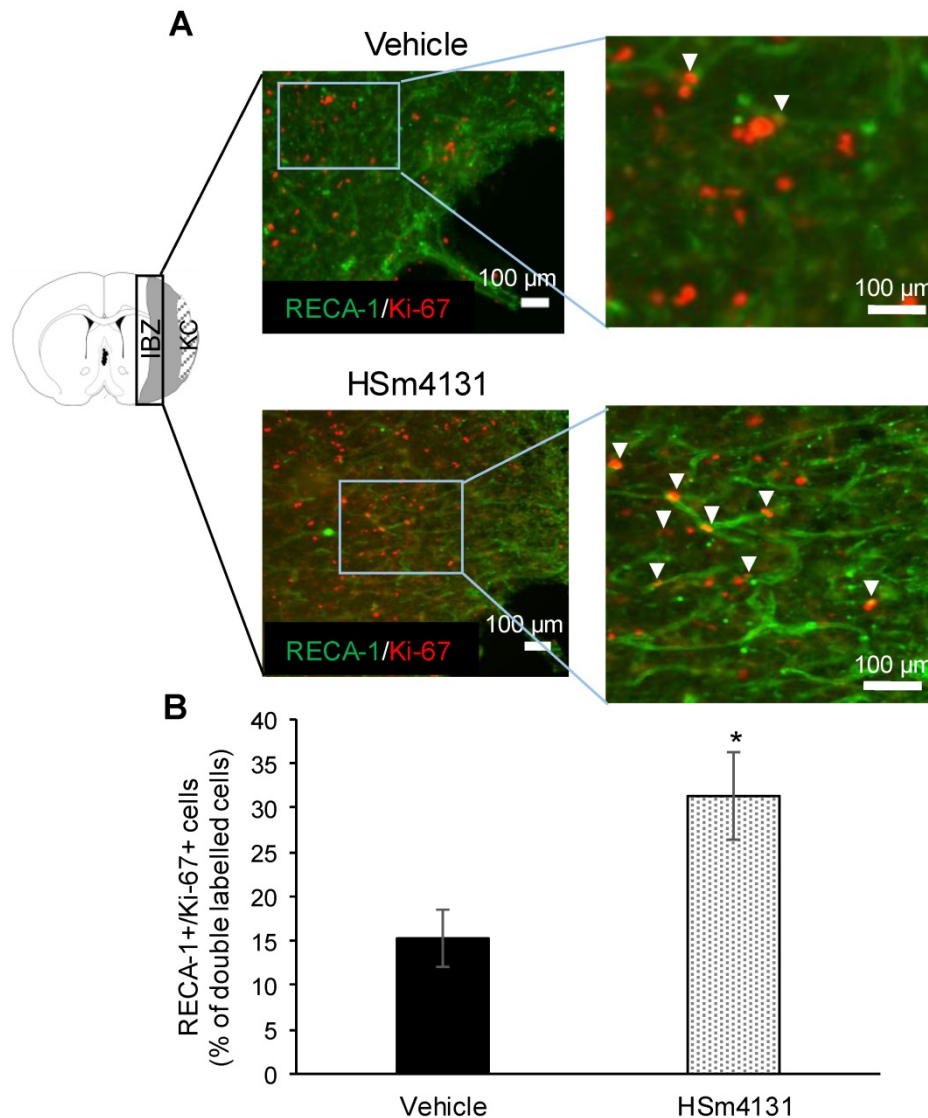 A
Vehicle
100 µm
RECA-1/Ki-67
100 µm
IBZ
KC
HSm4131
100 µm
RECA-1/Ki-67
100 µm
B
RECA-1+/Ki-67+ cells
(% of double labelled cells)
40
35
30
25
20
15
10
5
0
*
Vehicle
HSm4131